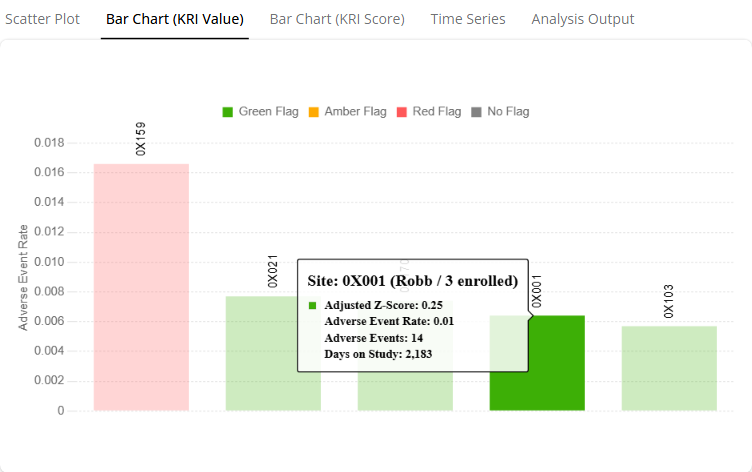 Scatter Plot Bar Chart (KRI Value) Bar Chart (KRI Score) Time Series Analysis Output
Green Flag Amber Flag Red Flag No Flag
Adverse Event Rate
0.018
0.016
0.014
0.012
0.010
0.008
0.006
0.004
0.002
0
0X159
0X021
0X001
0X103
Site: 0X001 (Robb / 3 enrolled)
Adjusted Z-Score: 0.25
Adverse Event Rate: 0.01
Adverse Events: 14
Days on Study: 2,183